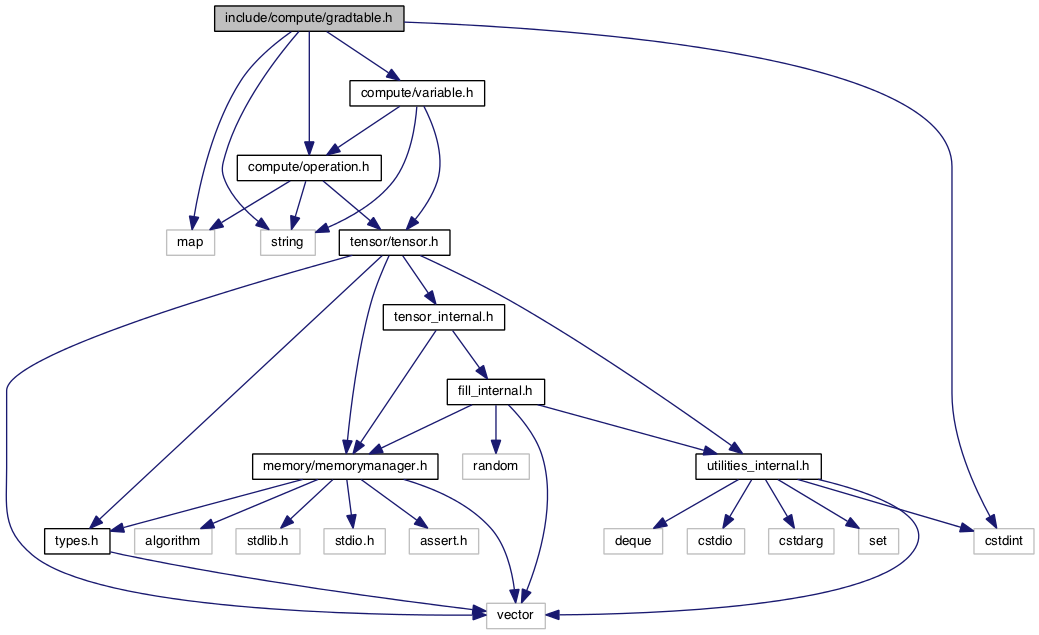 include/compute/gradtable.h
compute/variable.h
compute/operation.h
map
string
tensor/tensor.h
tensor_internal.h
fill_internal.h
memory/memorymanager.h
random
utilities_internal.h
types.h
algorithm
stdlib.h
stdio.h
assert.h
deque
cstdio
cstdarg
set
cstdint
vector